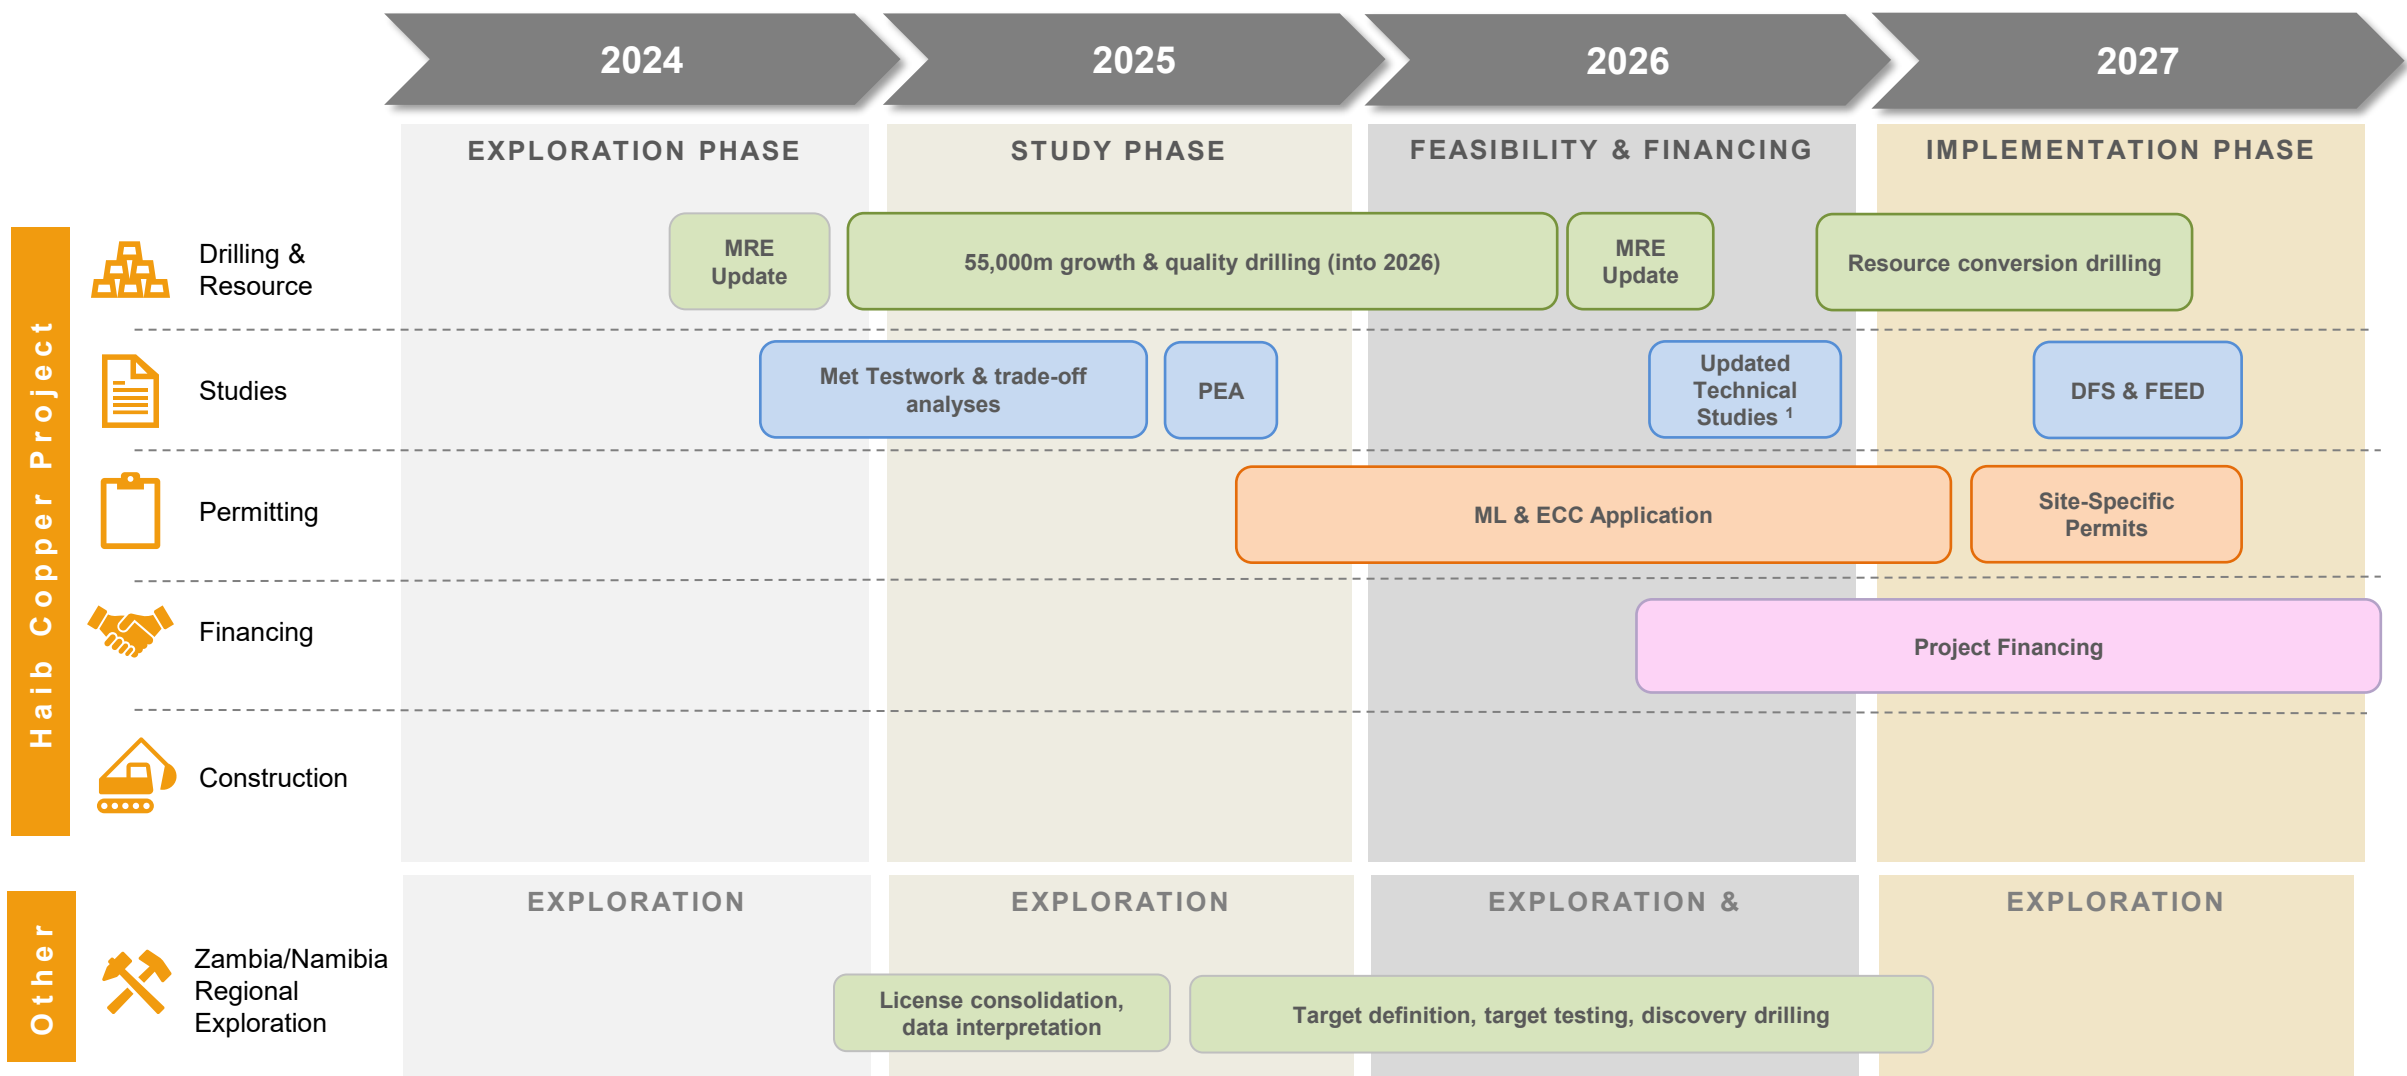 2024
2025
2026
2027
EXPLORATION PHASE
STUDY PHASE
FEASIBILITY & FINANCING
IMPLEMENTATION PHASE
Haib Copper Project
Drilling &
Resource
MRE
Update
55,000m growth & quality drilling (into 2026)
MRE
Update
Resource conversion drilling
Studies
Met Testwork & trade-off
analyses
PEA
Updated
Technical
Studies ¹
DFS & FEED
Permitting
ML & ECC Application
Site-Specific
Permits
Financing
Project Financing
Construction
EXPLORATION
EXPLORATION
EXPLORATION &
EXPLORATION
Other
Zambia/Namibia
Regional
Exploration
License consolidation,
data interpretation
Target definition, target testing, discovery drilling